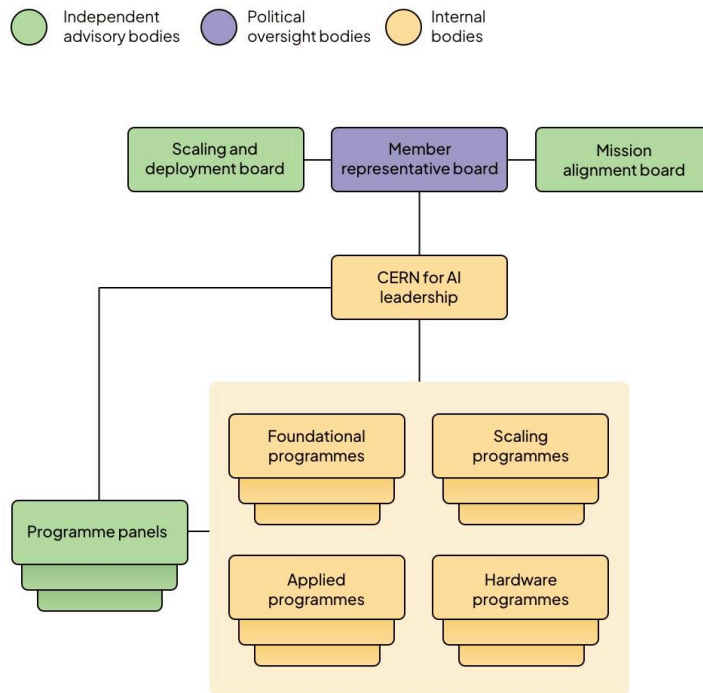 Independent
advisory bodies
Political
oversight bodies
Internal
bodies
Scaling and
deployment board
Member
representative board
Mission
alignment board
CERN for AI
leadership
Foundational
programmes
Scaling
programmes
Programme panels
Applied
programmes
Hardware
programmes